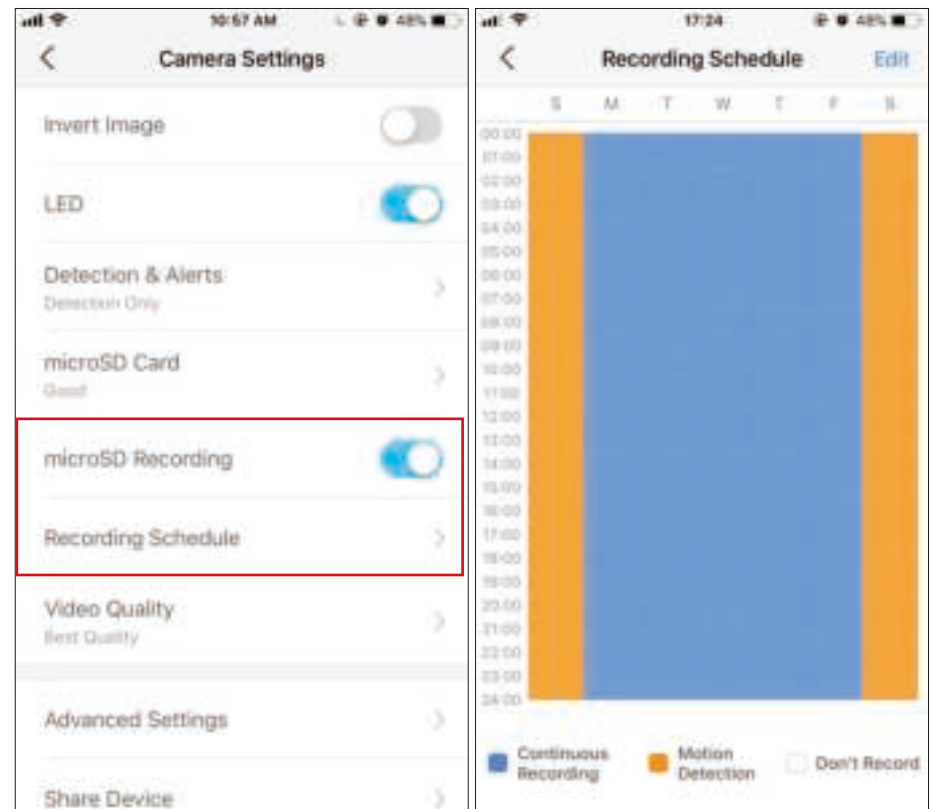 10:57 AM
48%
Camera Settings
Invert Image
LED
Detection & Alerts
Detection Only
microSD Card
Good
microSD Recording
Recording Schedule
Video Quality
Best Quality
Advanced Settings
Share Device
17:24
48%
Recording Schedule
Edit
S M T W T F S
00:00
01:00
02:00
03:00
04:00
05:00
06:00
07:00
08:00
09:00
10:00
11:00
12:00
13:00
14:00
15:00
16:00
17:00
18:00
19:00
20:00
21:00
22:00
23:00
24:00
Continuous
Recording
Motion
Detection
Don't Record